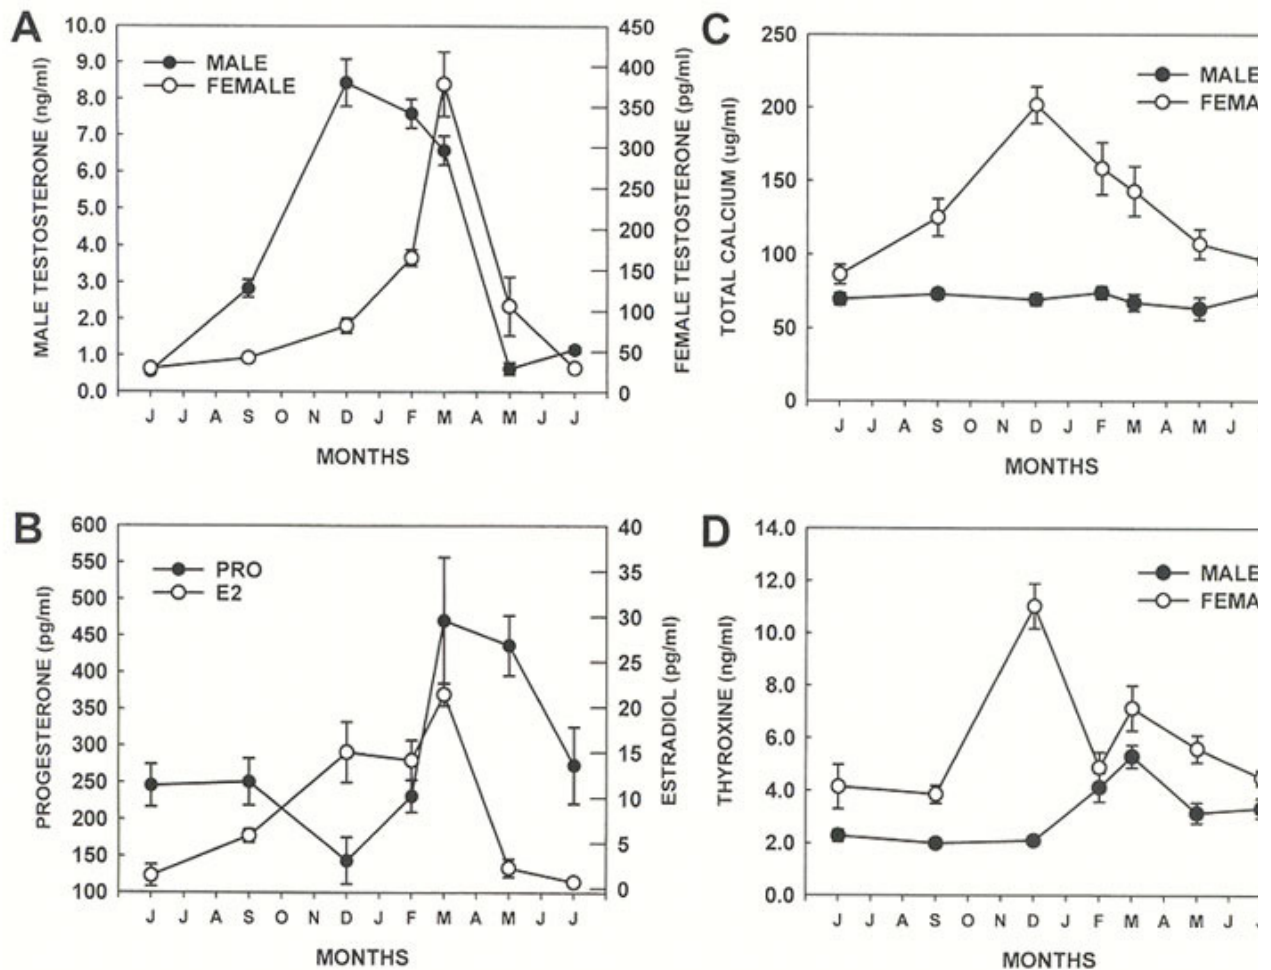 A
10.0
9.0
8.0
7.0
6.0
5.0
4.0
3.0
2.0
1.0
0.0
MALE TESTOSTERONE (ng/ml)
MALE
FEMALE
450
400
350
300
250
200
150
100
50
0
FEMALE TESTOSTERONE (pg/ml)
J J A S O N D J F M A M J J
MONTHS
C
250
200
150
100
50
0
TOTAL CALCIUM (ug/ml)
MALE
FEMA
J J A S O N D J F M A M J
MONTHS
B
600
550
500
450
400
350
300
250
200
150
100
PROGESTERONE (pg/ml)
PRO
E2
40
35
30
25
20
15
10
5
0
ESTRADIOL (pg/ml)
J J A S O N D J F M A M J J
MONTHS
D
14.0
12.0
10.0
8.0
6.0
4.0
2.0
0.0
THYROXINE (ng/ml)
MALE
FEMA
J J A S O N D J F M A M J
MONTHS